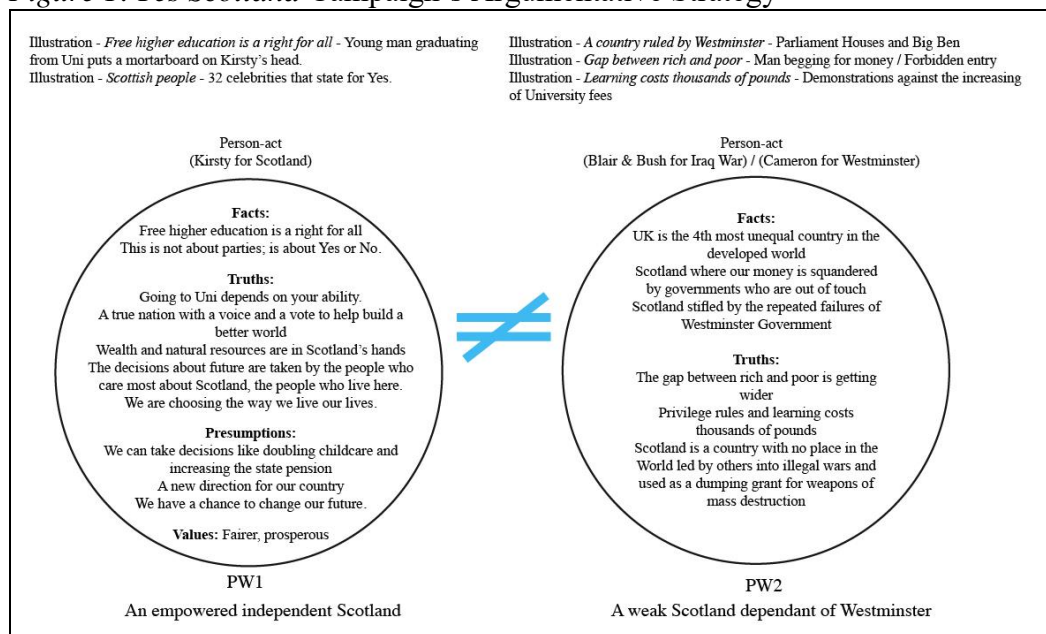 Figure 1. Yes Scotland Campaign's Argumentative Strategy
Illustration - Free higher education is a right for all - Young man graduating
from Uni puts a mortarboard on Kirsty's head.
Illustration - Scottish people - 32 celebrities that state for Yes.
Illustration - A country ruled by Westminster - Parliament Houses and Big Ben
Illustration - Gap between rich and poor - Man begging for money / Forbidden entry
Illustration - Learning costs thousands of pounds - Demonstrations against the increasing
of University fees
Person-act
(Kirsty for Scotland)
Facts:
Free higher education is a right for all
This is not about parties; is about Yes or No.
Truths:
Going to Uni depends on your ability.
A true nation with a voice and a vote to help build a
better world
Wealth and natural resources are in Scotland's hands
The decisions about future are taken by the people who
care most about Scotland, the people who live here.
We are choosing the way we live our lives.
Presumptions:
We can take decisions like doubling childcare and
increasing the state pension
A new direction for our country
We have a chance to change our future.
Values: Fairer, prosperous
PW1
An empowered independent Scotland
≠
Person-act
(Blair & Bush for Iraq War) / (Cameron for Westminster)
Facts:
UK is the 4th most unequal country in the
developed world
Scotland where our money is squandered
by governments who are out of touch
Scotland stifled by the repeated failures of
Westminster Government
Truths:
The gap between rich and poor is getting
wider
Privilege rules and learning costs
thousands of pounds
Scotland is a country with no place in the
World led by others into illegal wars and
used as a dumping grant for weapons of
mass destruction
PW2
A weak Scotland dependant of Westminster